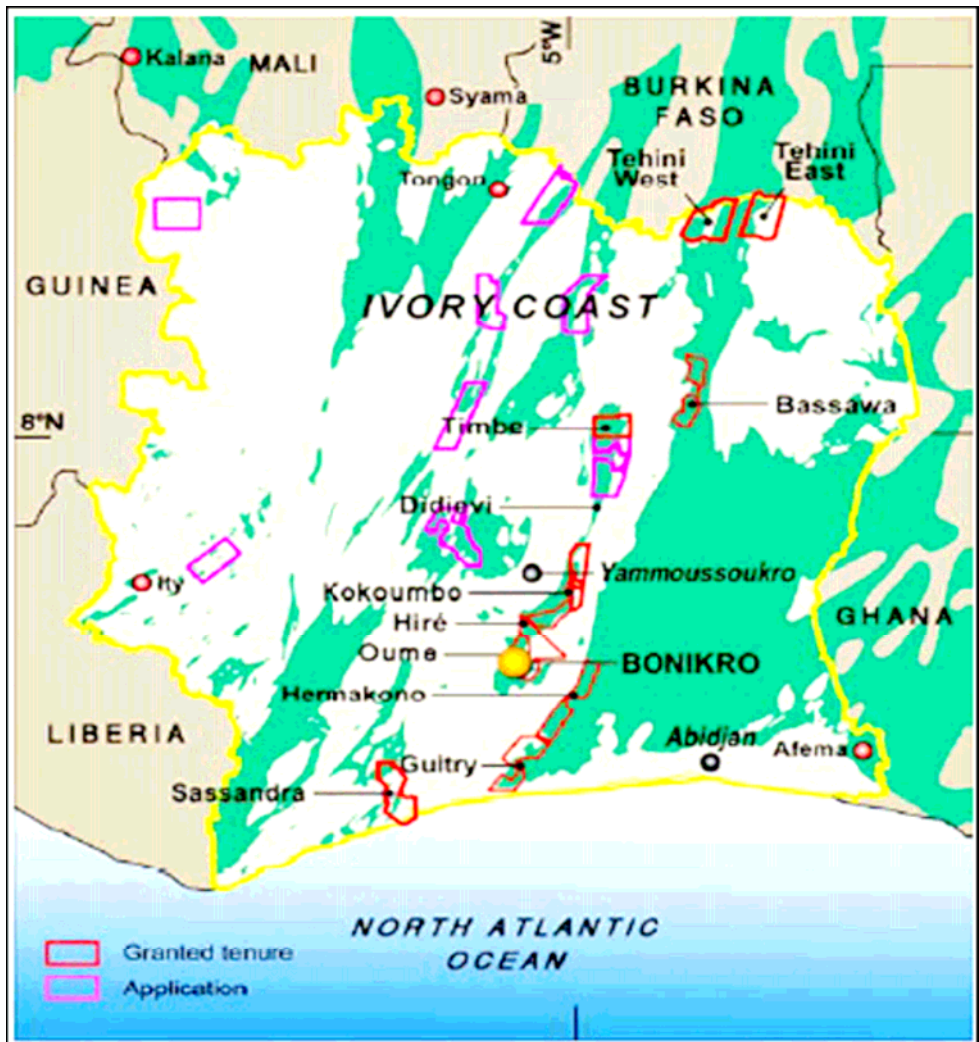 Kalana
MALI
5°W
Syama
BURKINA
FASO
Tehini
West
Tehini
East
Tongon
GUINEA
IVORY COAST
8°N
Timbe
Bassawa
Didievi
Ity
Kokoumbo
Yammoussoukro
Hiré
GHANA
Oume
BONIKRO
Hermakono
LIBERIA
Abidjan
Afema
Guitry
Sassandra
NORTH ATLANTIC
OCEAN
Granted tenure
Application